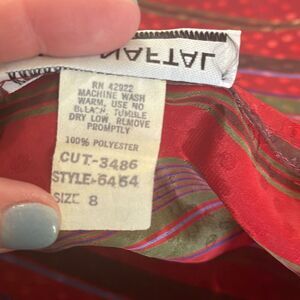 RN 42922
MACHINE WASH
WARM, USE NO
BLEACH, TUMBLE
DRY LOW, REMOVE
PROMPTLY
100% POLYESTER
CUT-3486
STYLE-6464
SIZE 8